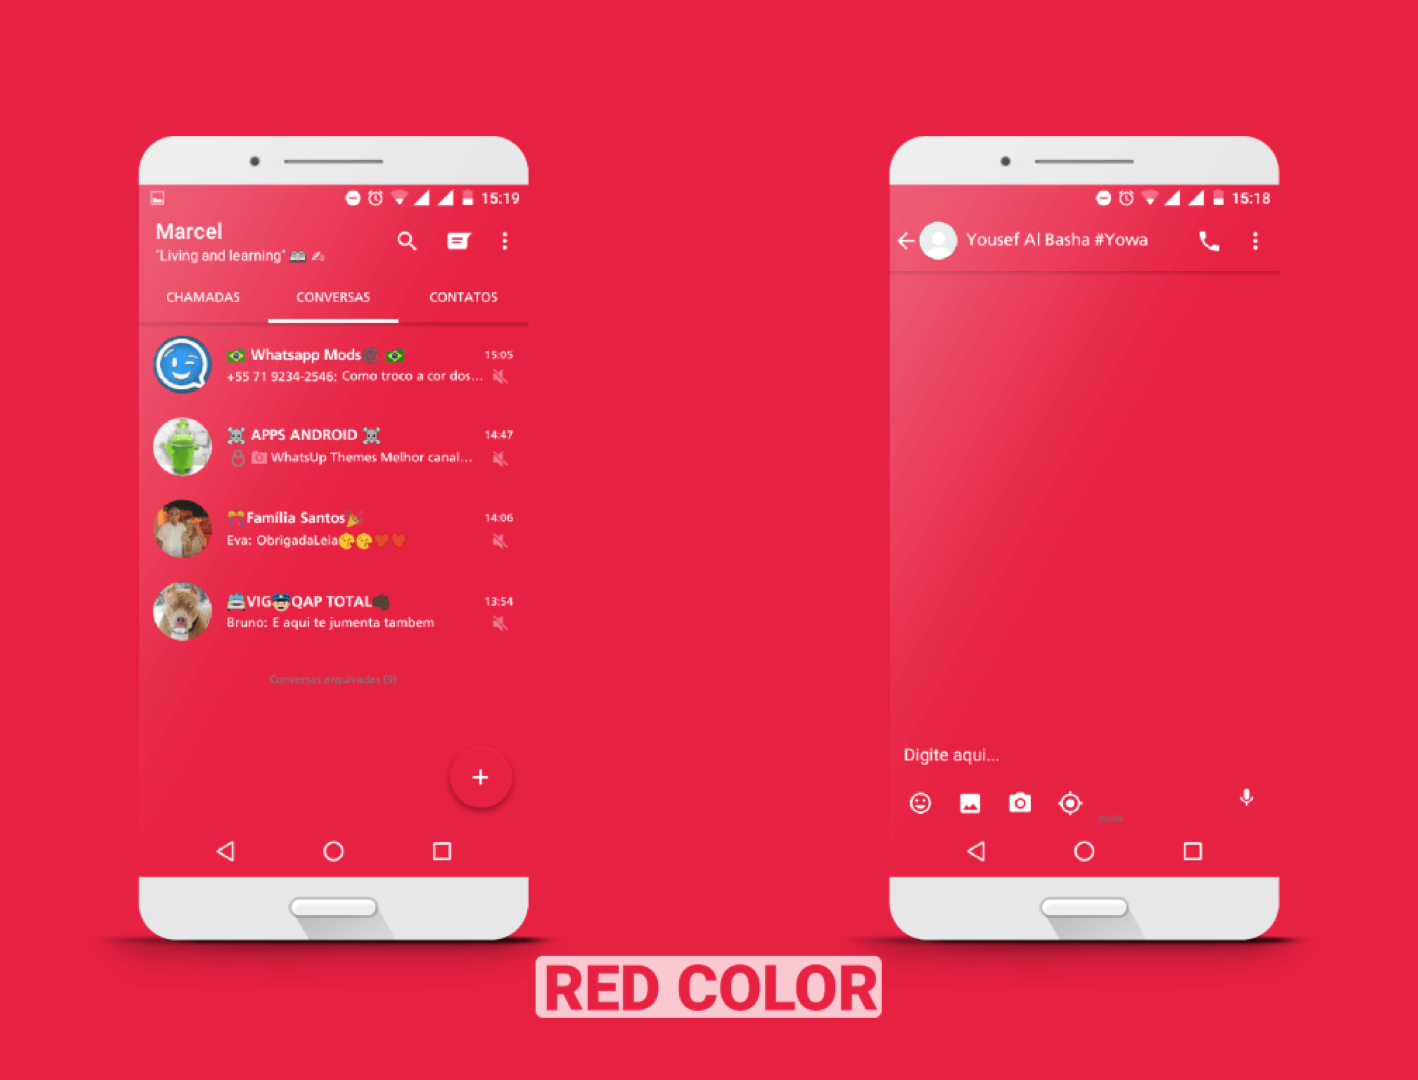 15:19
Marcel
"Living and learning" 📖 ✍
CHAMADAS CONVERSAS CONTATOS
🇧🇷 Whatsapp Mods 🇧🇷 15:05
+55 71 9234-2546: Como troco a cor dos...
☠ APPS ANDROID ☠ 14:47
WhatsUp Themes Melhor canal...
Família Santos🎉 14:06
Eva: ObrigadaLeia😘😘❤❤
VIG👮QAP TOTAL 13:54
Bruno: E aqui te jumenta tambem
Conversas arquivadas (9)
15:18
Yousef Al Basha #Yowa
Digite aqui...
RED COLOR